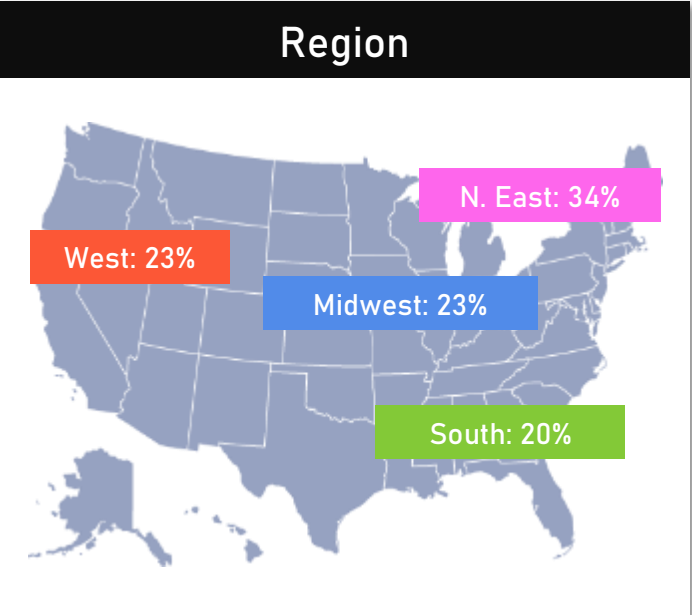 Region
N. East: 34%
West: 23%
Midwest: 23%
South: 20%